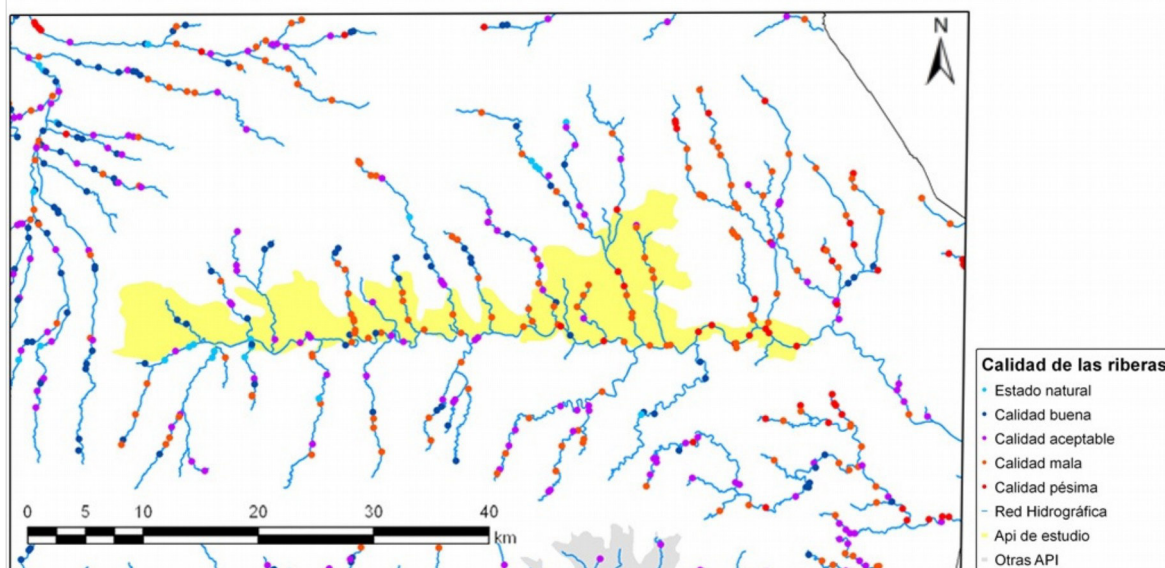 N
Calidad de las riberas
Estado natural
Calidad buena
Calidad aceptable
Calidad mala
Calidad pésima
Red Hidrográfica
Api de estudio
Otras API
0 5 10 20 30 40
km